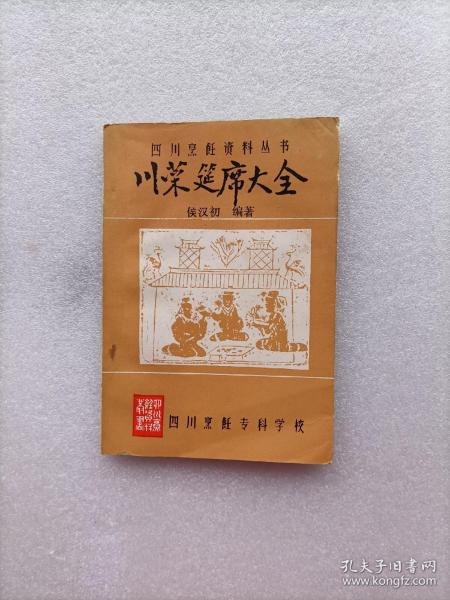 四川烹饪资料丛书
川菜筵席大全
侯汉初 编著
四川烹饪专科学校
孔夫子旧书网
www.kongfz.com